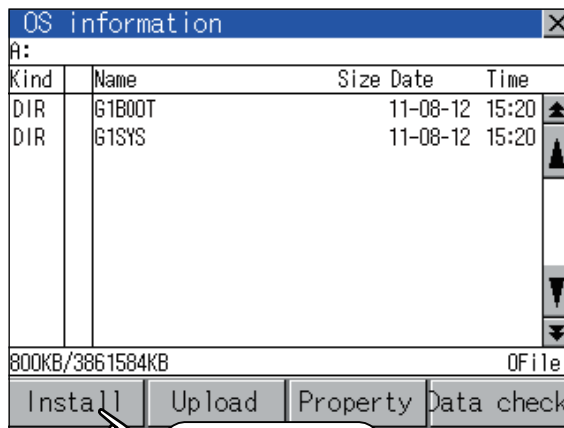 OS information
A:
Kind Name Size Date Time
DIR G1BOOT 11-08-12 15:20
DIR G1SYS 11-08-12 15:20
800KB/3861584KB 0File
Install Upload Property Data check